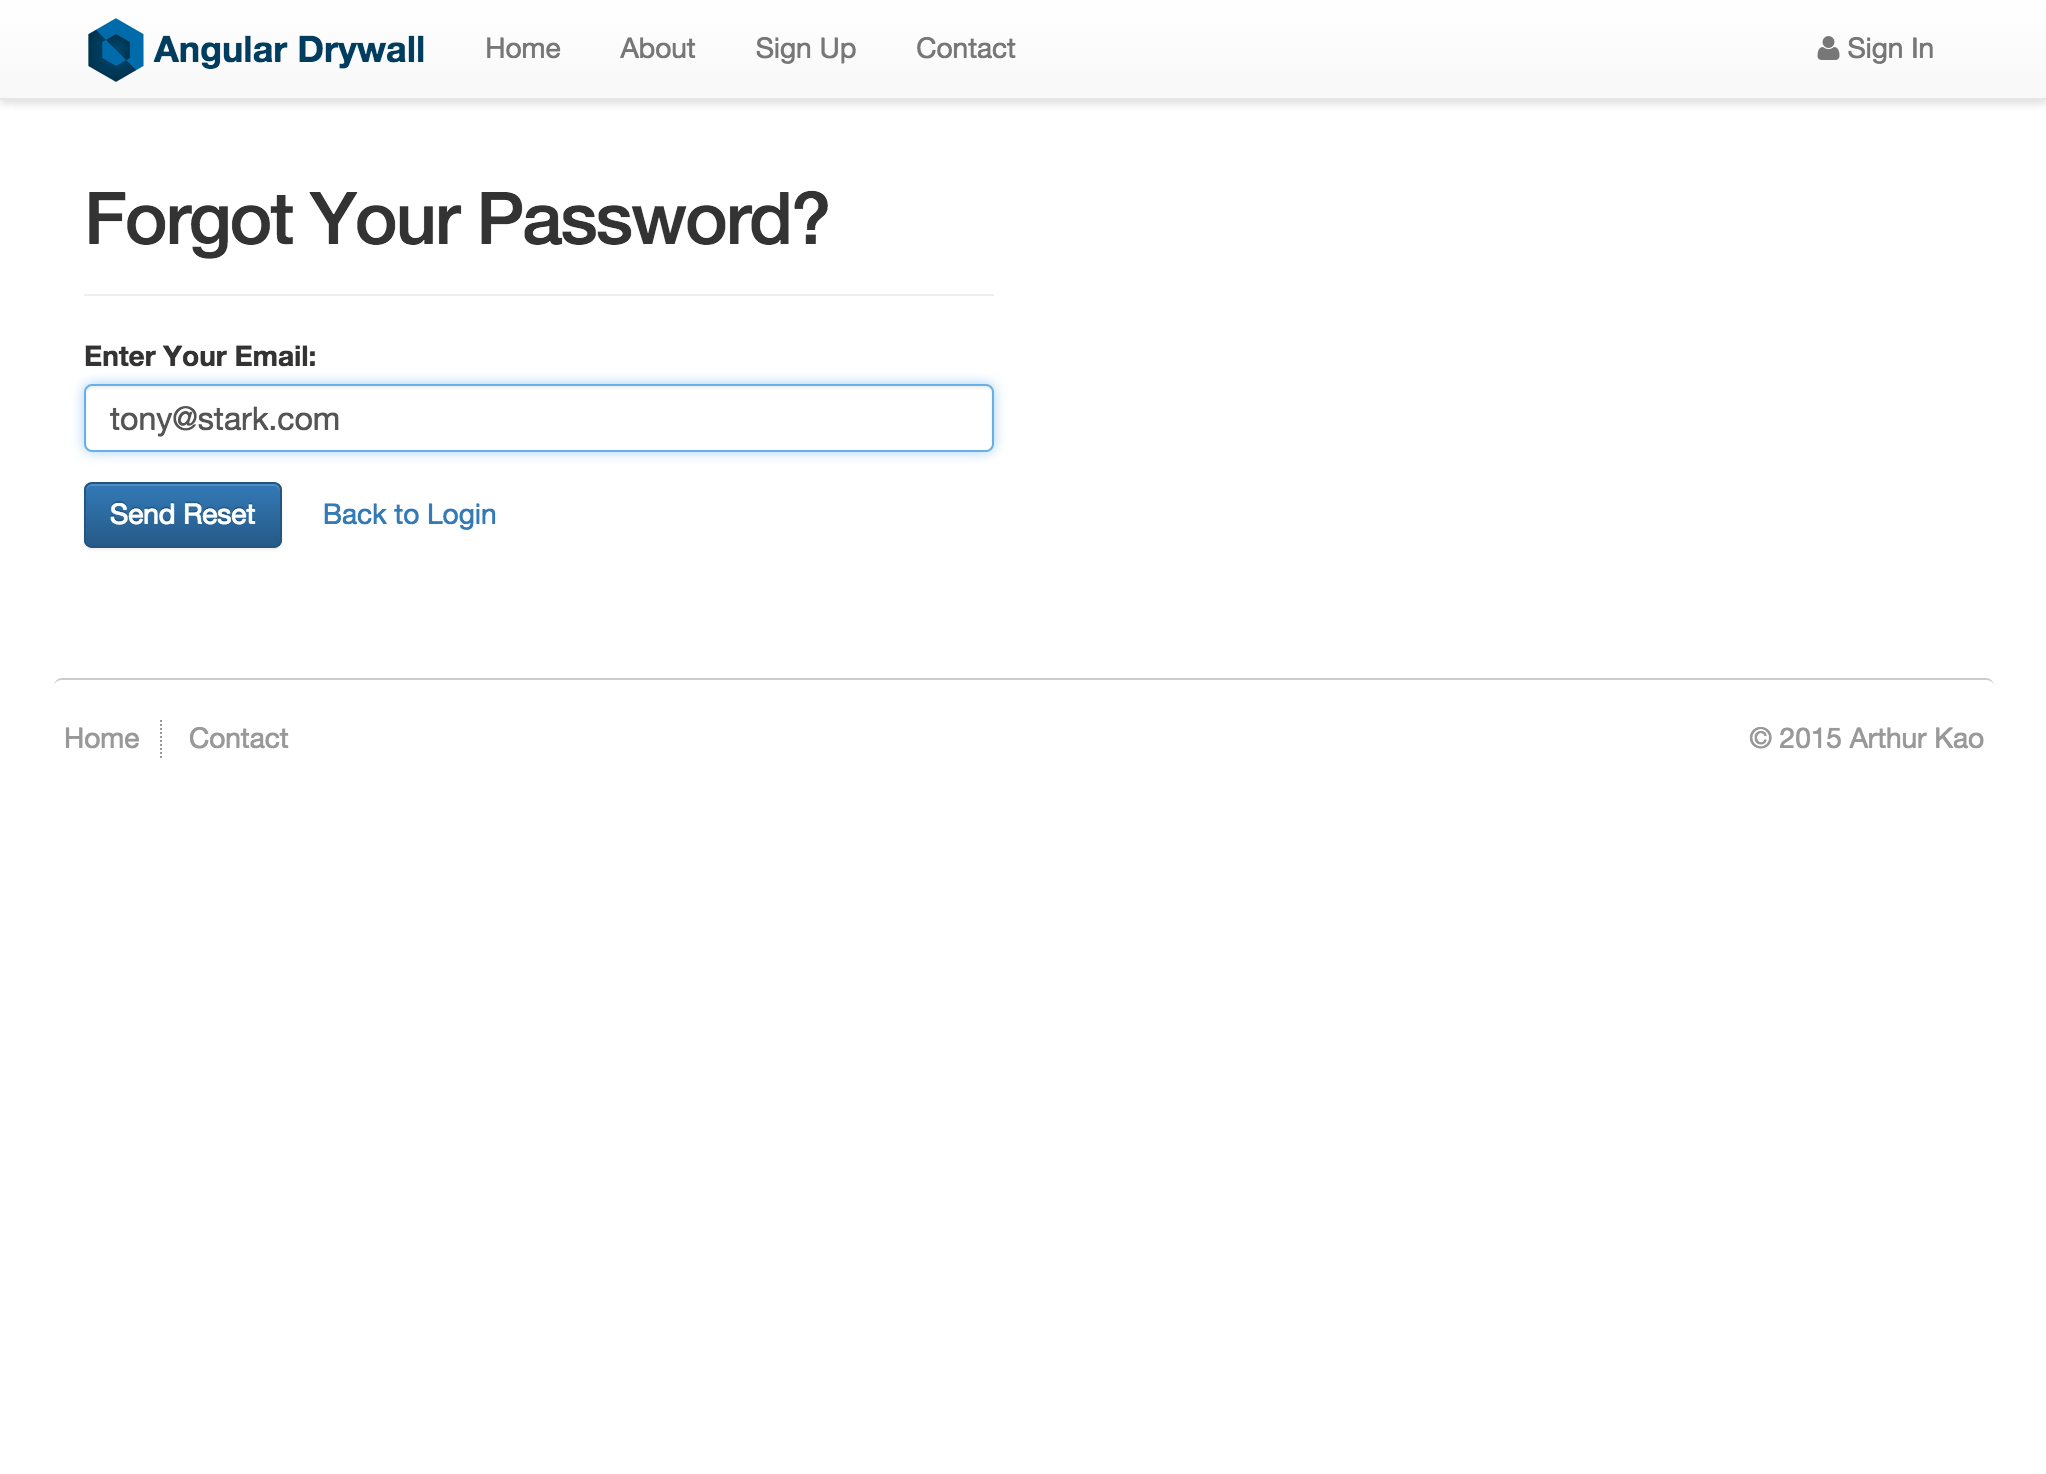 Angular Drywall Home About Sign Up Contact Sign In
Forgot Your Password?
Enter Your Email:
tony@stark.com
Send Reset Back to Login
Home Contact © 2015 Arthur Kao